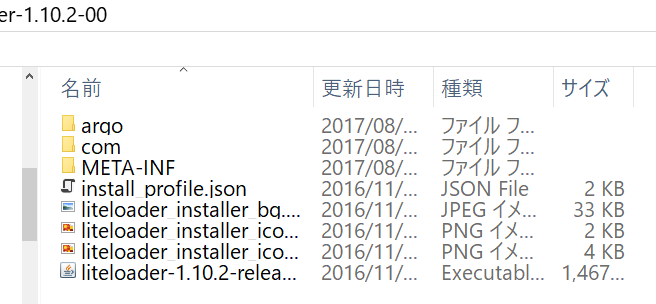 er-1.10.2-00
名前 更新日時 種類 サイズ
argo 2017/08/... ファイル フ...
com 2017/08/... ファイル フ...
META-INF 2017/08/... ファイル フ...
install_profile.json 2016/11/... JSON File 2 KB
liteloader_installer_bg.... 2016/11/... JPEG イメ... 33 KB
liteloader_installer_ico... 2016/11/... PNG イメ... 2 KB
liteloader_installer_ico... 2016/11/... PNG イメ... 4 KB
liteloader-1.10.2-relea... 2016/11/... Executabl... 1,467...